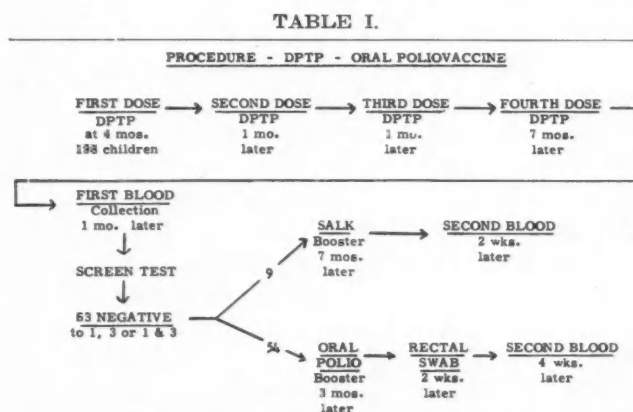 TABLE I.
PROCEDURE - DPTP - ORAL POLIOVACCINE
FIRST DOSE
DPTP
at 4 mos.
198 children
SECOND DOSE
DPTP
1 mo.
later
THIRD DOSE
DPTP
1 mo.
later
FOURTH DOSE
DPTP
7 mos.
later
FIRST BLOOD
Collection
1 mo. later
SCREEN TEST
63 NEGATIVE
to 1, 3 or 1 & 3
9
SALK
Booster
7 mos.
later
SECOND BLOOD
2 wks.
later
54
ORAL
POLIO
Booster
3 mos.
later
RECTAL
SWAB
2 wks.
later
SECOND BLOOD
4 wks.
later